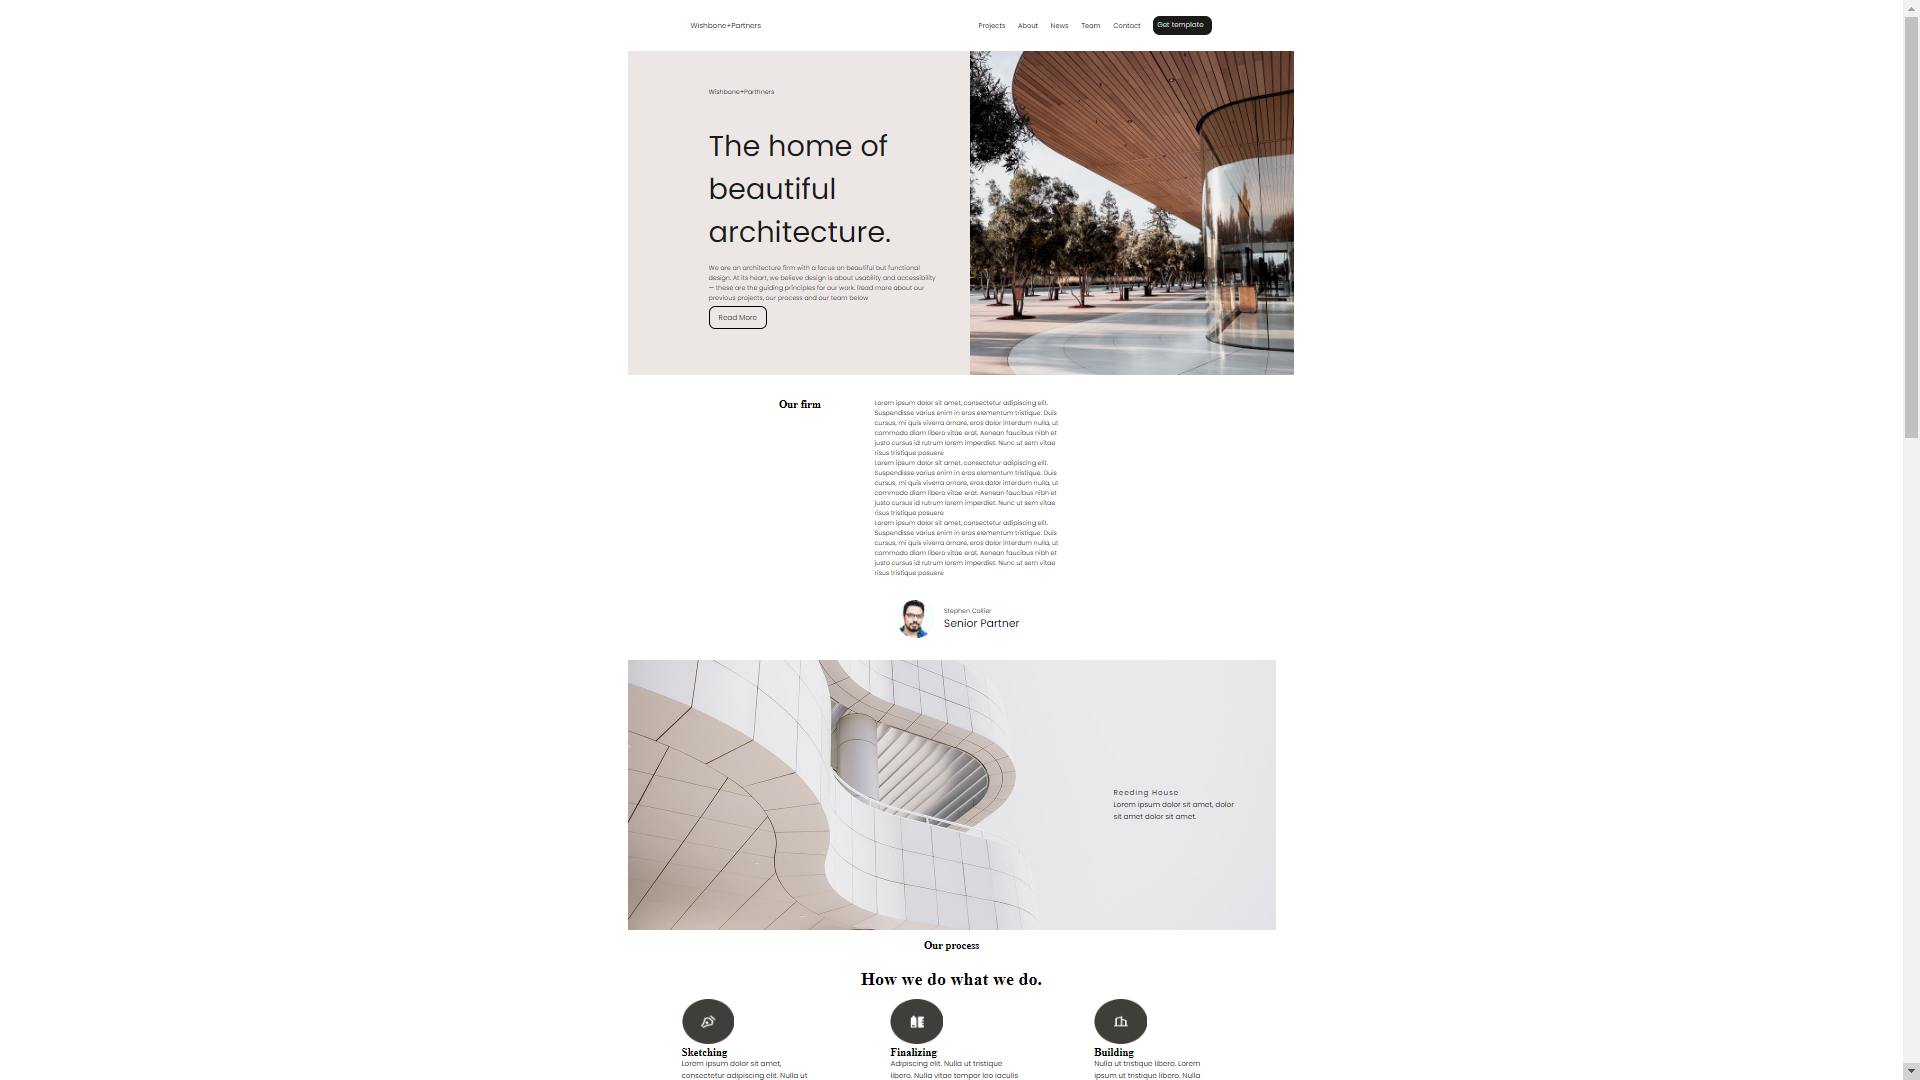 Wishbone+Partners
Projects About News Team Contact Get template
Wishbone+Parthners
The home of
beautiful
architecture.
We are an architecture firm with a focus on beautiful but functional
design. At its heart, we believe design is about usability and accessibility
— these are the guiding principles for our work. Read more about our
previous projects, our process and our team below
Read More
Our firm
Lorem ipsum dolor sit amet, consectetur adipiscing elit.
Suspendisse varius enim in eros elementum tristique. Duis
cursus, mi quis viverra ornare, eros dolor interdum nulla, ut
commodo diam libero vitae erat. Aenean faucibus nibh et
justo cursus id rutrum lorem imperdiet. Nunc ut sem vitae
risus tristique posuere
Lorem ipsum dolor sit amet, consectetur adipiscing elit.
Suspendisse varius enim in eros elementum tristique. Duis
cursus, mi quis viverra ornare, eros dolor interdum nulla, ut
commodo diam libero vitae erat. Aenean faucibus nibh et
justo cursus id rutrum lorem imperdiet. Nunc ut sem vitae
risus tristique posuere
Lorem ipsum dolor sit amet, consectetur adipiscing elit.
Suspendisse varius enim in eros elementum tristique. Duis
cursus, mi quis viverra ornare, eros dolor interdum nulla, ut
commodo diam libero vitae erat. Aenean faucibus nibh et
justo cursus id rutrum lorem imperdiet. Nunc ut sem vitae
risus tristique posuere
Stephen Collier
Senior Partner
Reeding House
Lorem ipsum dolor sit amet, dolor
sit amet dolor sit amet.
Our process
How we do what we do.
Sketching
Lorem ipsum dolor sit amet,
consectetur adipiscing elit. Nulla ut
Finalizing
Adipiscing elit. Nulla ut tristique
libero. Nulla vitae tempor leo iaculis
Building
Nulla ut tristique libero. Lorem
ipsum ut tristique libero. Nulla